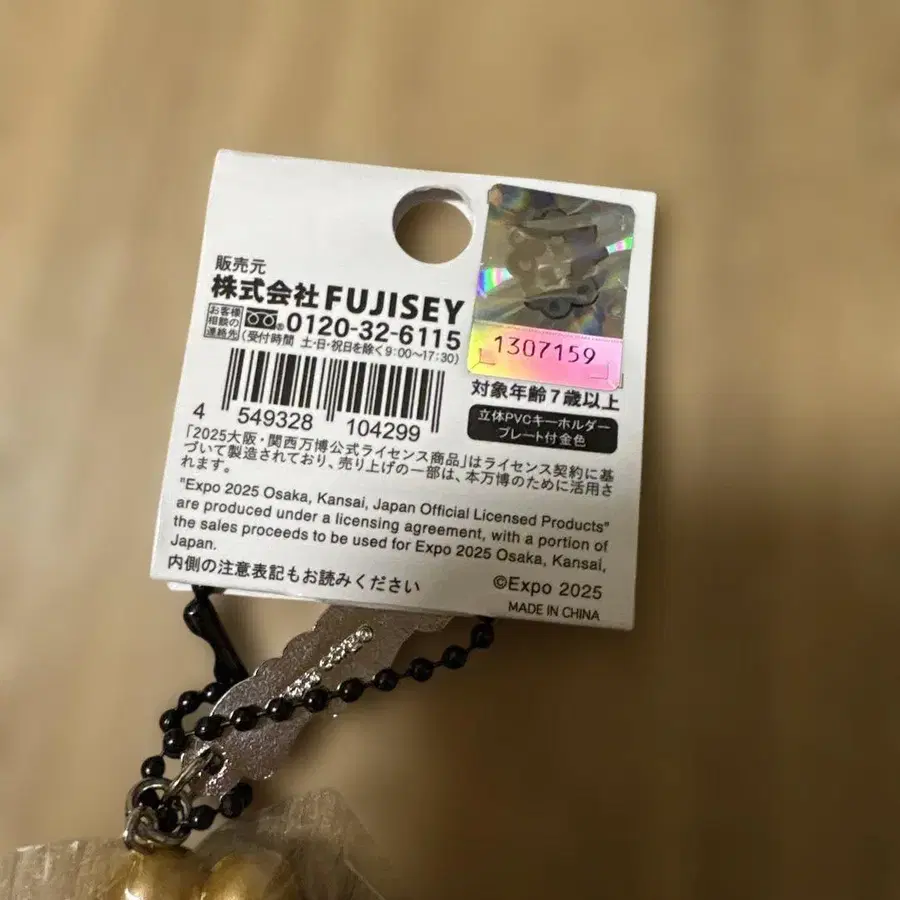 販売元
株式会社FUJISEY
お客様
相談の
連絡先
0120-32-6115
(受付時間 土・日・祝日を除く9:00～17:30)
4 549328 104299
1307159
対象年齢7歳以上
立体PVCキーホルダー
プレート付金色
「2025大阪・関西万博公式ライセンス商品」はライセンス契約に基
づいて製造されており、売り上げの一部は、本万博のために活用さ
れます。
"Expo 2025 Osaka, Kansai, Japan Official Licensed Products"
are produced under a licensing agreement, with a portion of
the sales proceeds to be used for Expo 2025 Osaka, Kansai,
Japan.
内側の注意表記もお読みください
©Expo 2025
MADE IN CHINA